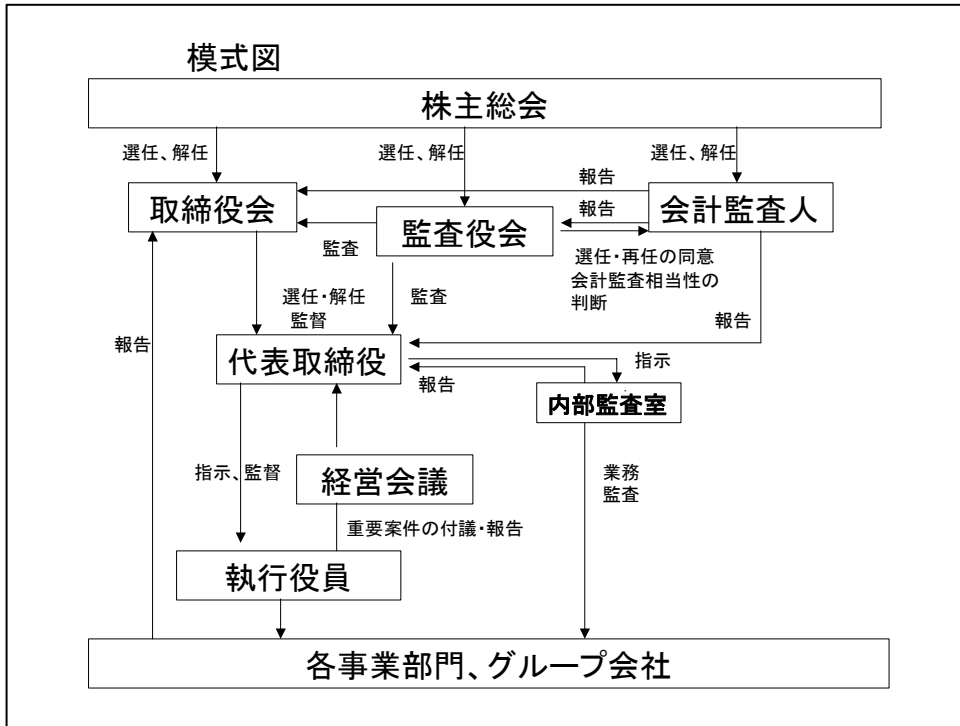 模式図
株主総会
選任、解任
選任、解任
選任、解任
報告
取締役会
監査役会
会計監査人
報告
監査
選任・再任の同意
会計監査相当性の
判断
選任・解任
監督
監査
報告
報告
代表取締役
報告
指示
内部監査室
指示、監督
経営会議
業務
監査
重要案件の付議・報告
執行役員
各事業部門、グループ会社